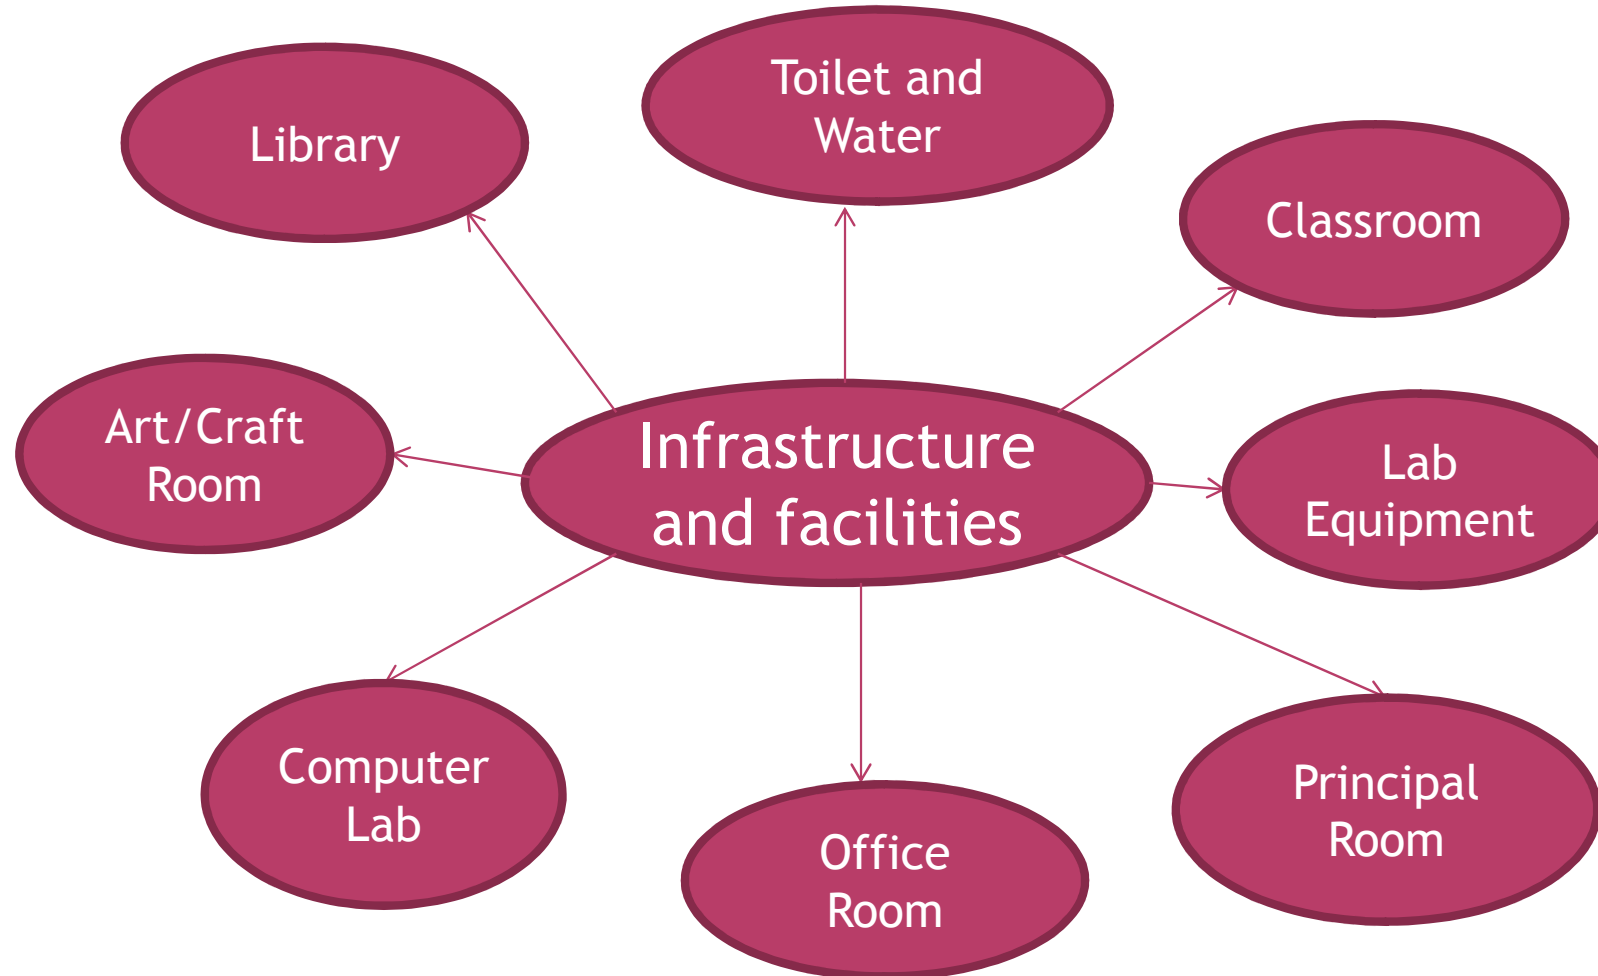 Toilet and
Water
Library
Classroom
Art/Craft
Room
Infrastructure
and facilities
Lab
Equipment
Computer
Lab
Office
Room
Principal
Room